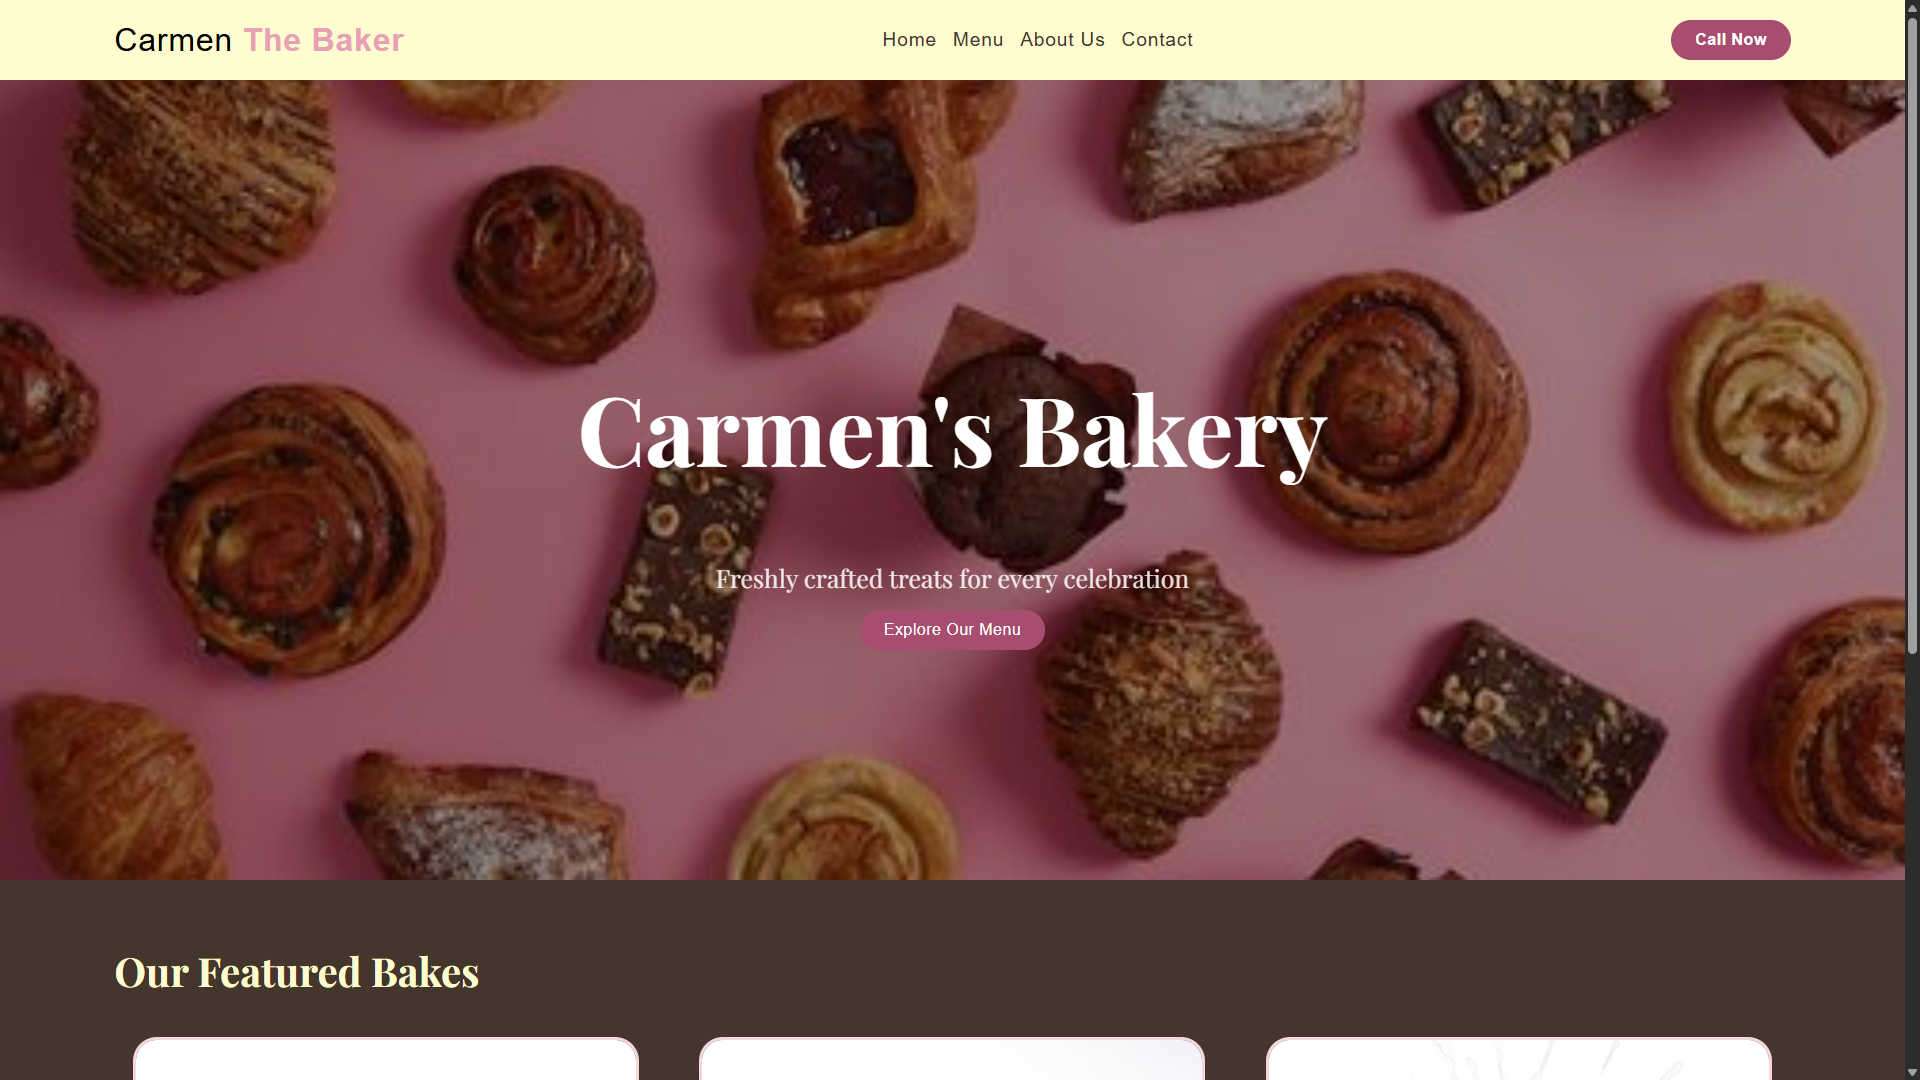 Carmen The Baker
Home Menu About Us Contact
Call Now
Carmen's Bakery
Freshly crafted treats for every celebration
Explore Our Menu
Our Featured Bakes